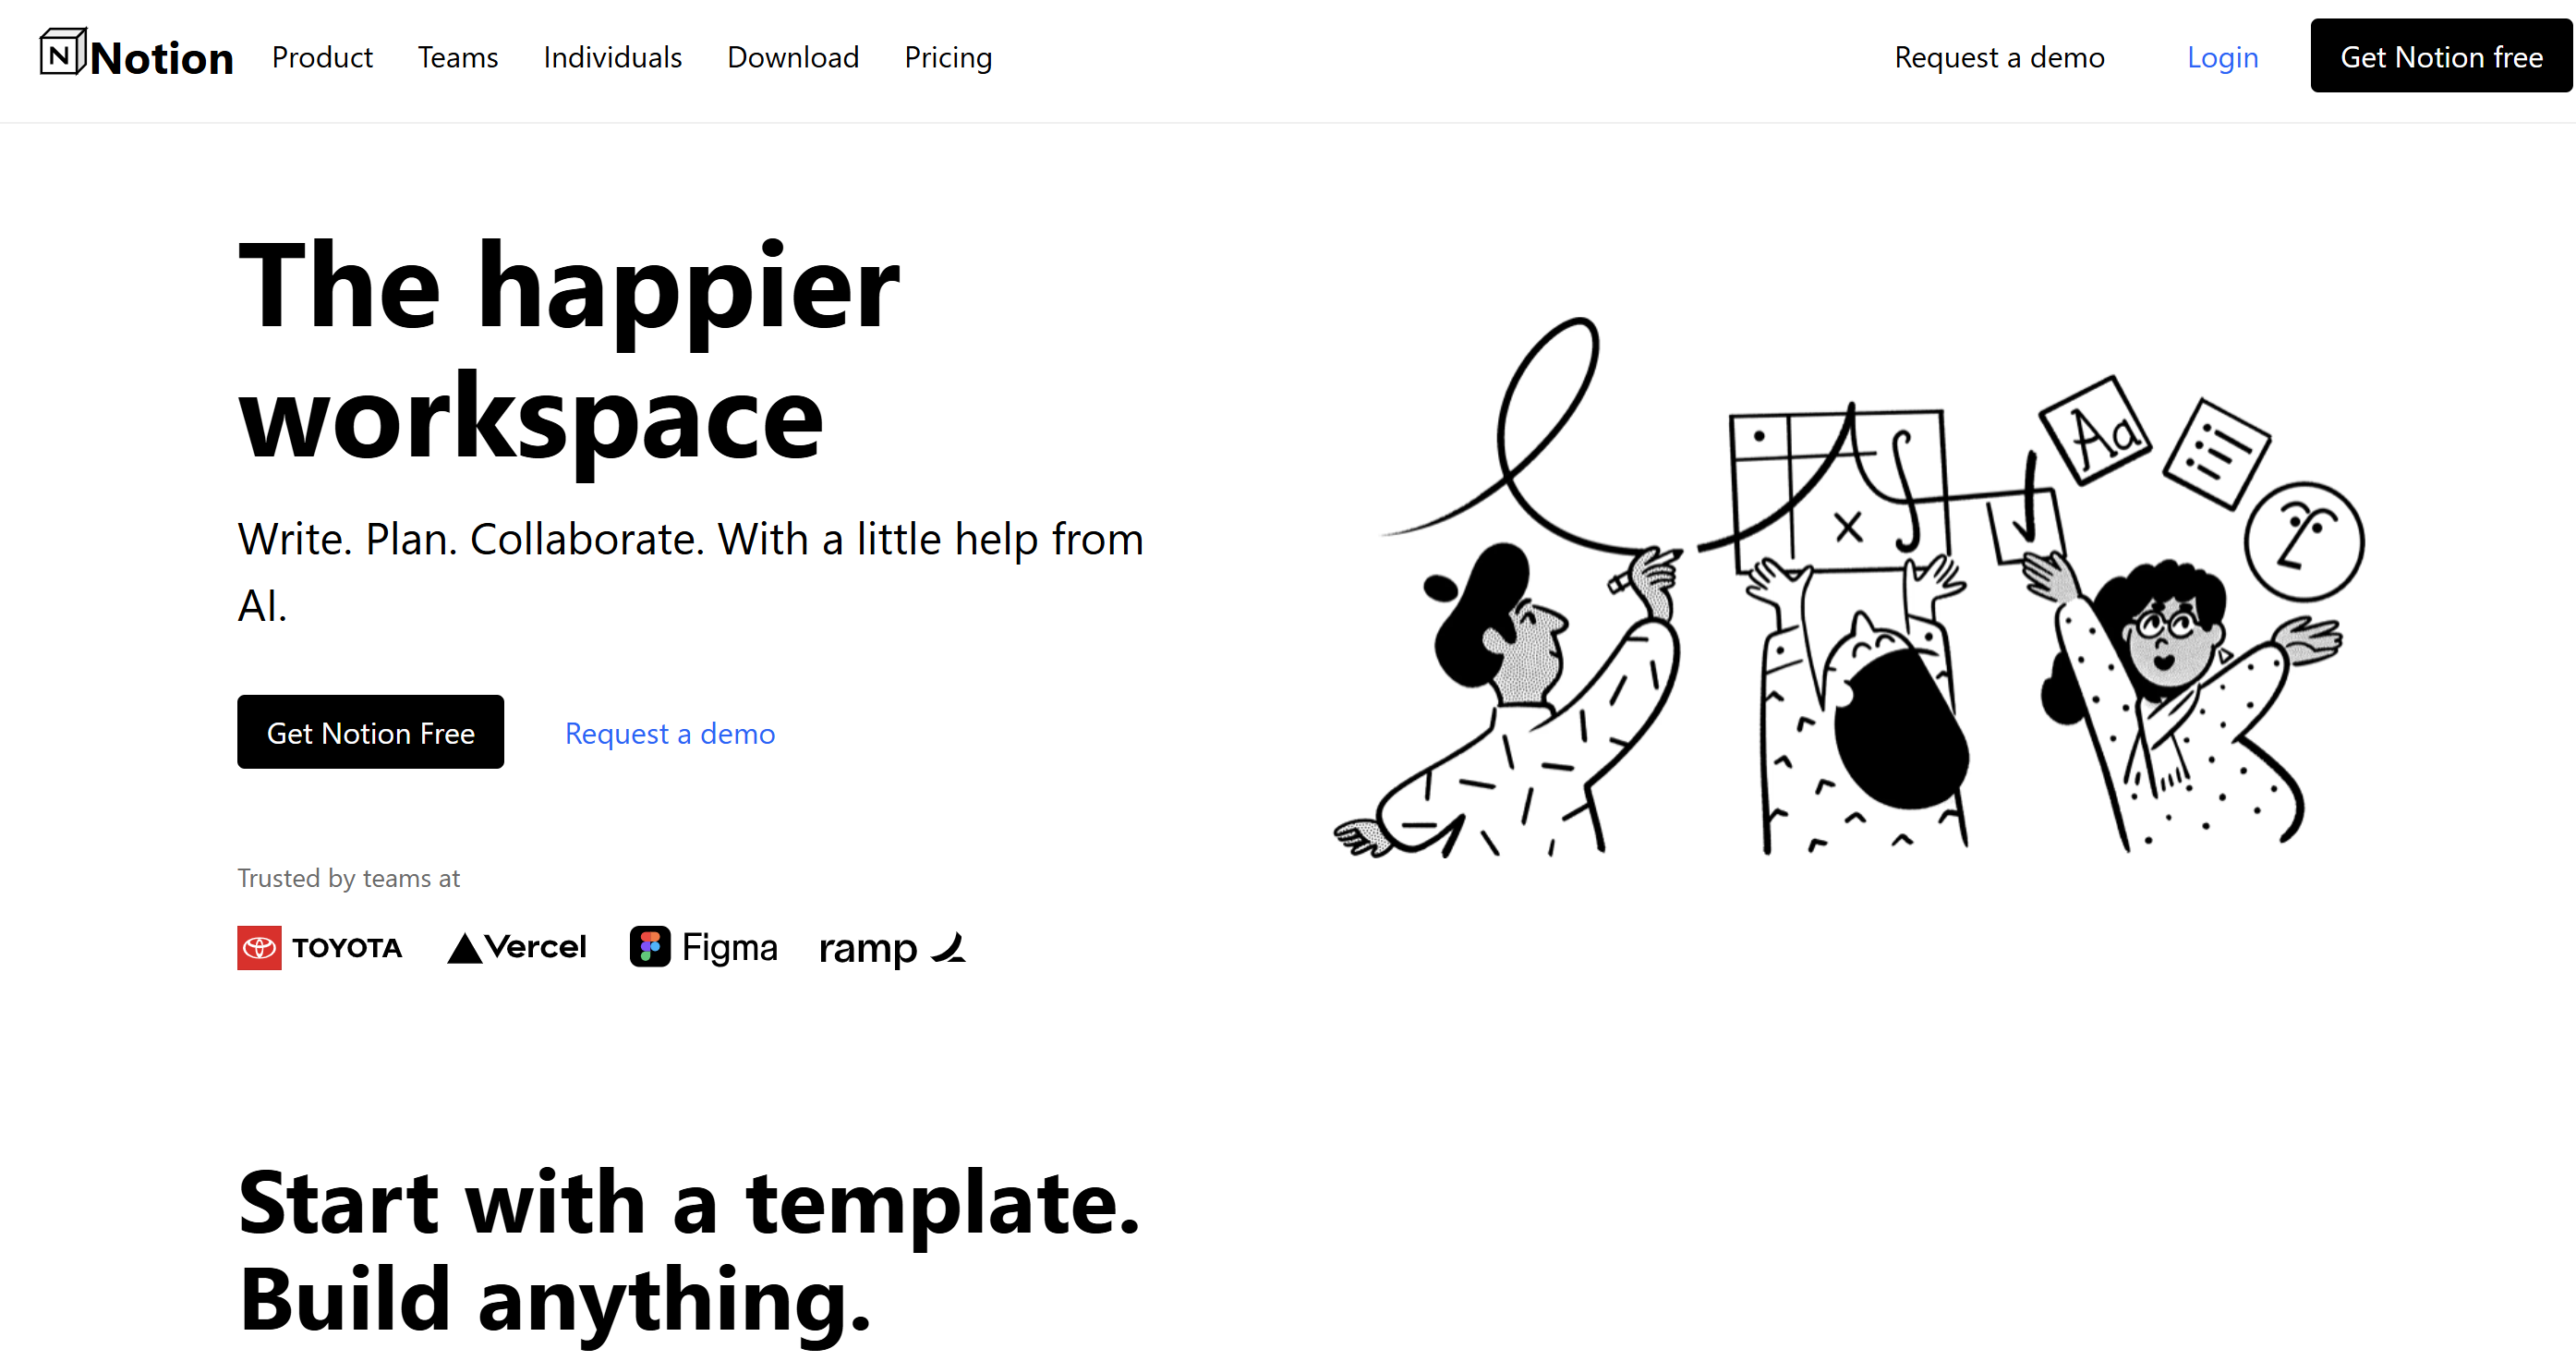 N Notion Product Teams Individuals Download Pricing Request a demo Login Get Notion free
The happier
workspace
Write. Plan. Collaborate. With a little help from
AI.
Get Notion Free Request a demo
Aa
Trusted by teams at
TOYOTA Vercel Figma ramp
Start with a template.
Build anything.